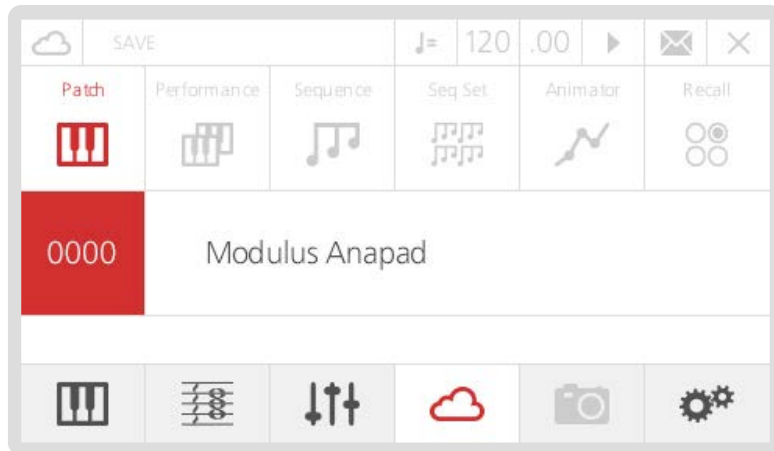 SAVE ♩= 120 .00
Patch Performance Sequence Seq Set Animator Recall
0000 Modulus Anapad